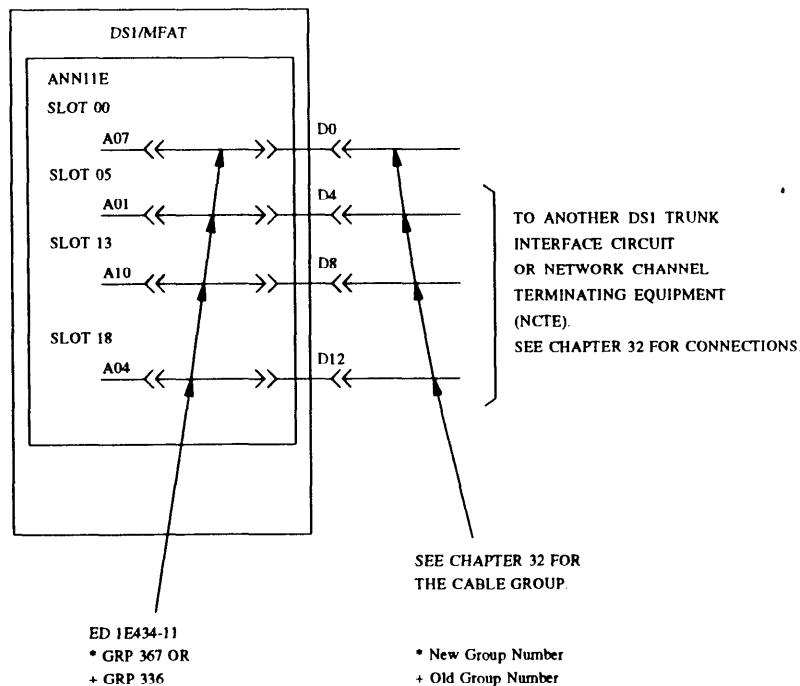 DS1/MFAT
ANN11E
SLOT 00
A07
D0
SLOT 05
A01
D4
SLOT 13
A10
D8
SLOT 18
A04
D12
TO ANOTHER DS1 TRUNK
INTERFACE CIRCUIT
OR NETWORK CHANNEL
TERMINATING EQUIPMENT
(NCTE).
SEE CHAPTER 32 FOR CONNECTIONS.
SEE CHAPTER 32 FOR
THE CABLE GROUP.
ED 1E434-11
* GRP 367 OR
+ GRP 336
* New Group Number
+ Old Group Number